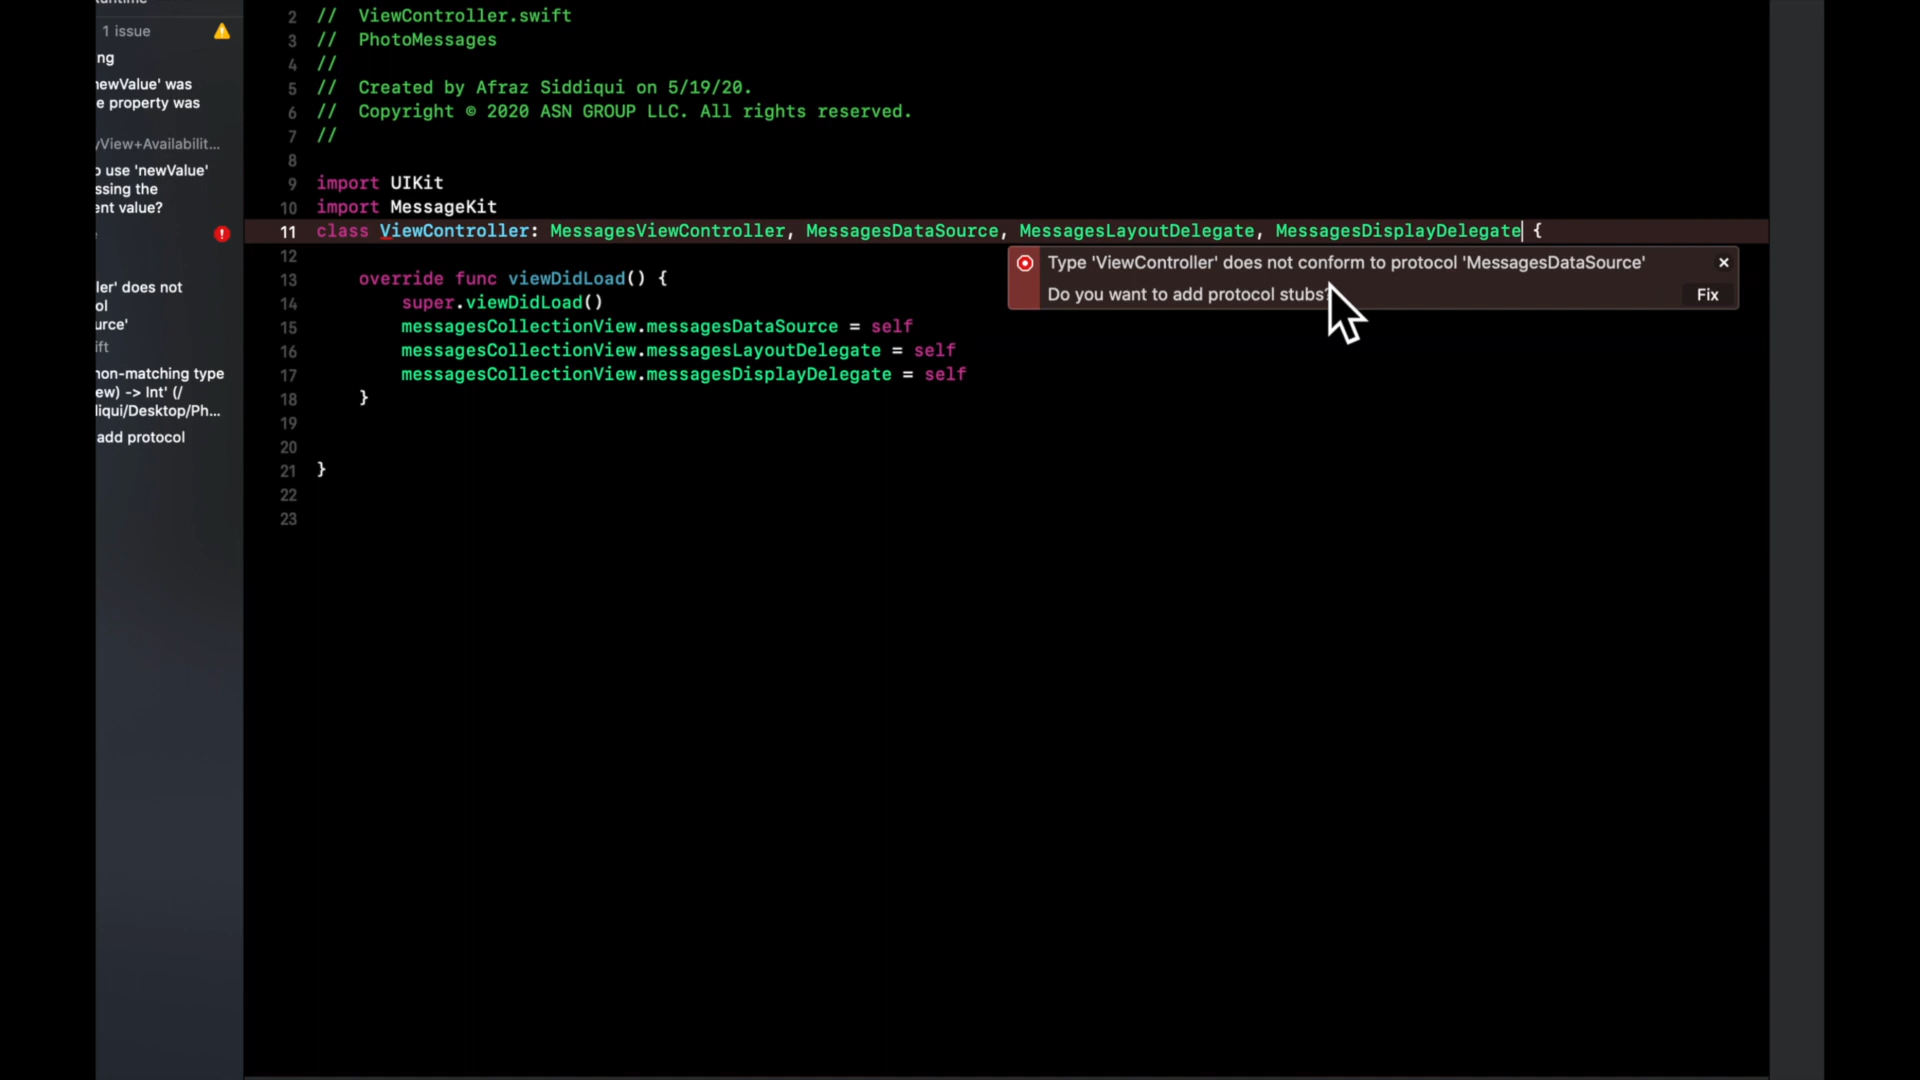 1 issue
ng
newValue' was
e property was
yView+Availabilit...
o use 'newValue'
ssing the
ent value?
ler' does not
ol
urce'
ift
non-matching type
ew) -> Int' (/
liqui/Desktop/Ph...
add protocol
2 //  ViewController.swift
3 //  PhotoMessages
4 //
5 //  Created by Afraz Siddiqui on 5/19/20.
6 //  Copyright © 2020 ASN GROUP LLC. All rights reserved.
7 //
8
9 import UIKit
10 import MessageKit
11 class ViewController: MessagesViewController, MessagesDataSource, MessagesLayoutDelegate, MessagesDisplayDelegate {
Type 'ViewController' does not conform to protocol 'MessagesDataSource'
Do you want to add protocol stubs?
Fix
12
13     override func viewDidLoad() {
14         super.viewDidLoad()
15         messagesCollectionView.messagesDataSource = self
16         messagesCollectionView.messagesLayoutDelegate = self
17         messagesCollectionView.messagesDisplayDelegate = self
18     }
19
20
21 }
22
23